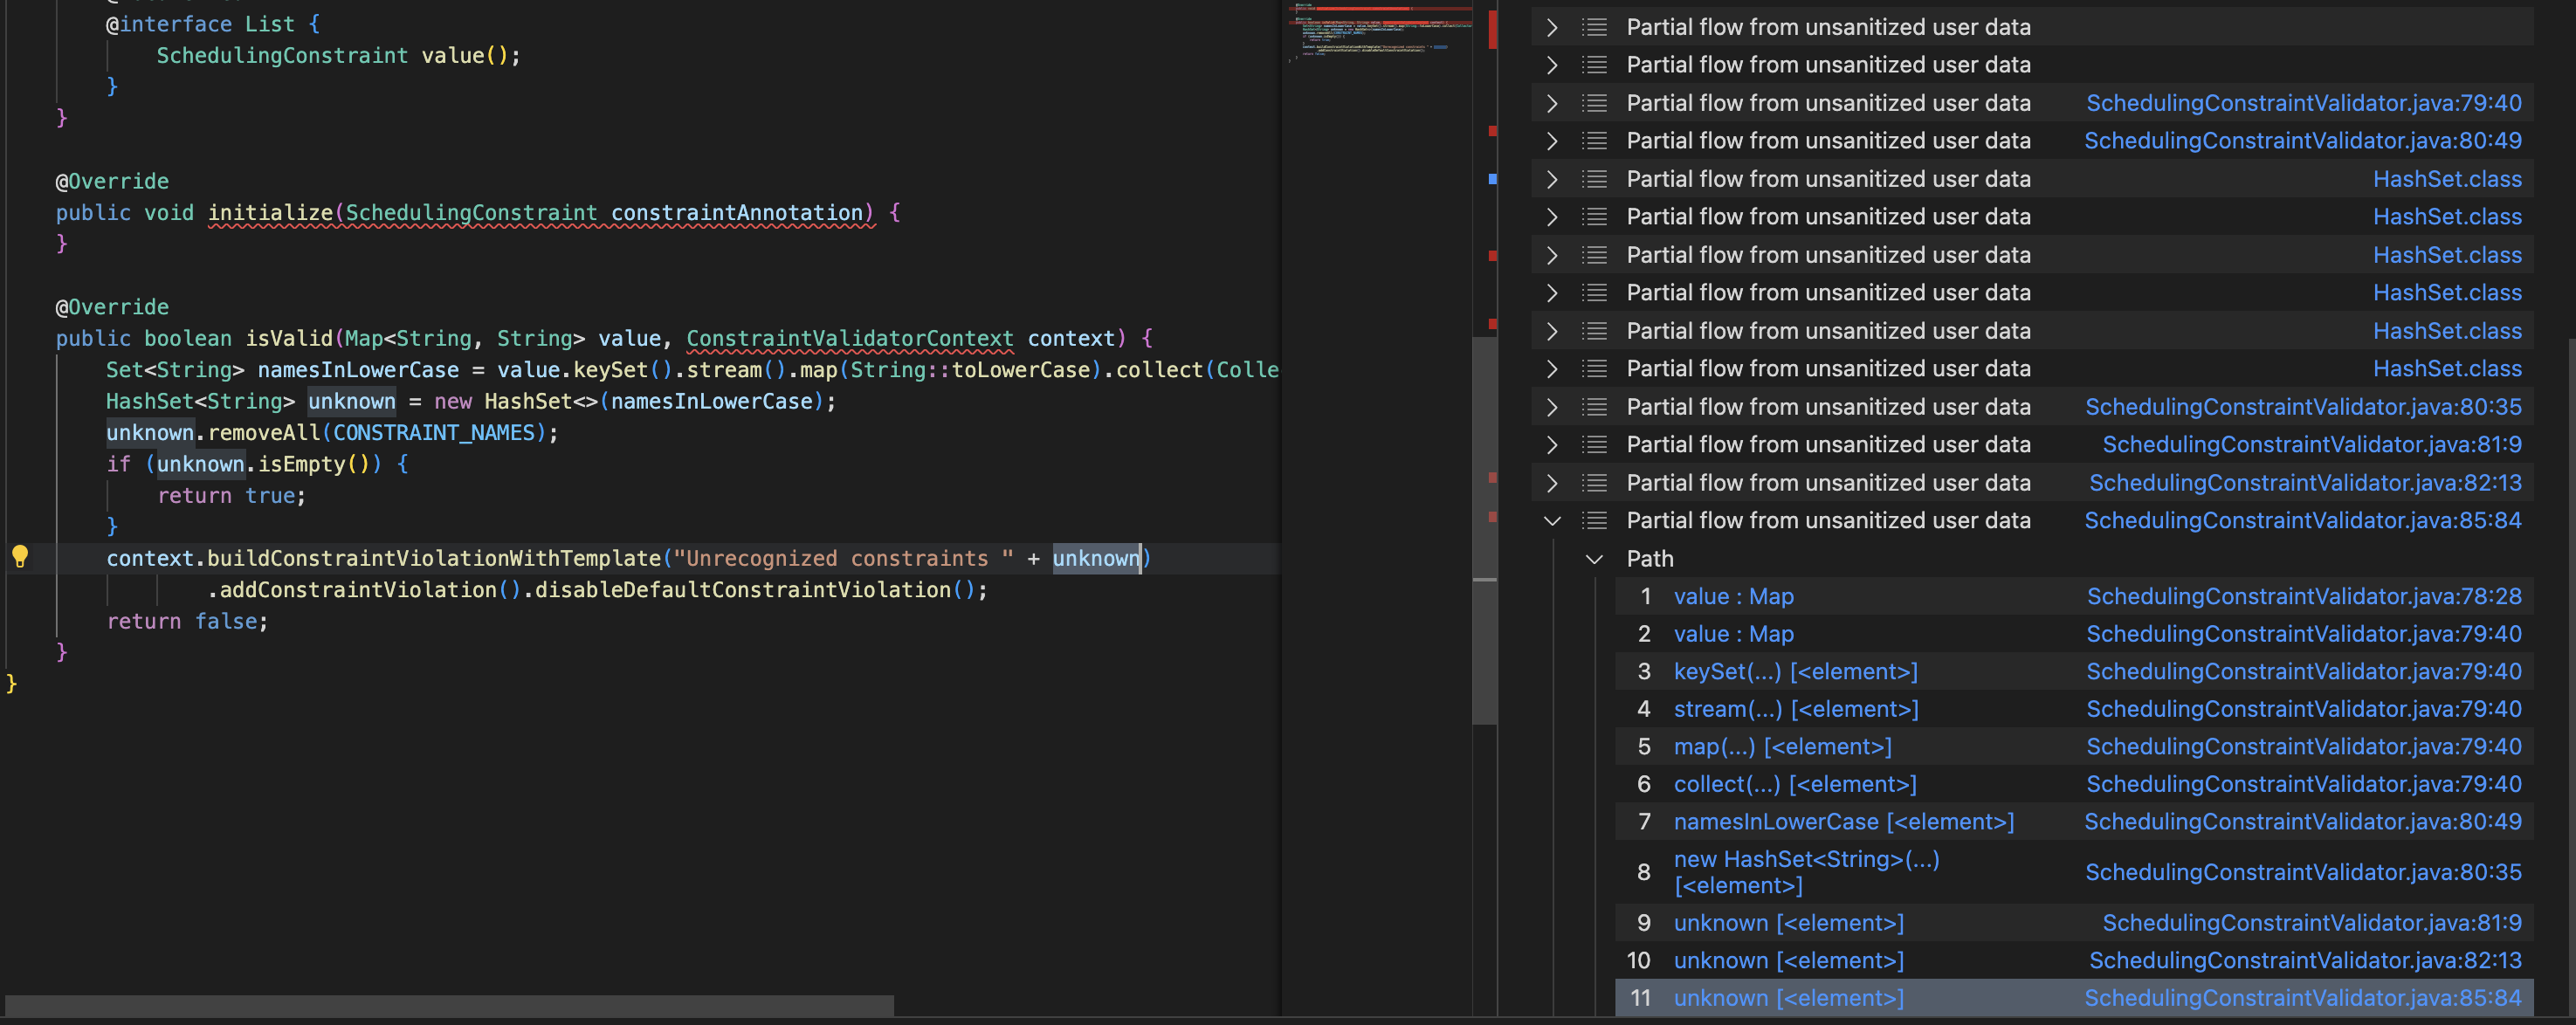 @interface List {
SchedulingConstraint value();
}
}
@Override
public void initialize(SchedulingConstraint constraintAnnotation) {
}
@Override
public boolean isValid(Map<String, String> value, ConstraintValidatorContext context) {
Set<String> namesInLowerCase = value.keySet().stream().map(String::toLowerCase).collect(Colle
HashSet<String> unknown = new HashSet<>(namesInLowerCase);
unknown.removeAll(CONSTRAINT_NAMES);
if (unknown.isEmpty()) {
return true;
}
context.buildConstraintViolationWithTemplate("Unrecognized constraints " + unknown)
.addConstraintViolation().disableDefaultConstraintViolation();
return false;
}
}
Partial flow from unsanitized user data
Partial flow from unsanitized user data
Partial flow from unsanitized user data SchedulingConstraintValidator.java:79:40
Partial flow from unsanitized user data SchedulingConstraintValidator.java:80:49
Partial flow from unsanitized user data HashSet.class
Partial flow from unsanitized user data HashSet.class
Partial flow from unsanitized user data HashSet.class
Partial flow from unsanitized user data HashSet.class
Partial flow from unsanitized user data HashSet.class
Partial flow from unsanitized user data HashSet.class
Partial flow from unsanitized user data SchedulingConstraintValidator.java:80:35
Partial flow from unsanitized user data SchedulingConstraintValidator.java:81:9
Partial flow from unsanitized user data SchedulingConstraintValidator.java:82:13
Partial flow from unsanitized user data SchedulingConstraintValidator.java:85:84
Path
1 value : Map SchedulingConstraintValidator.java:78:28
2 value : Map SchedulingConstraintValidator.java:79:40
3 keySet(...) [<element>] SchedulingConstraintValidator.java:79:40
4 stream(...) [<element>] SchedulingConstraintValidator.java:79:40
5 map(...) [<element>] SchedulingConstraintValidator.java:79:40
6 collect(...) [<element>] SchedulingConstraintValidator.java:79:40
7 namesInLowerCase [<element>] SchedulingConstraintValidator.java:80:49
8 new HashSet<String>(...) [<element>] SchedulingConstraintValidator.java:80:35
9 unknown [<element>] SchedulingConstraintValidator.java:81:9
10 unknown [<element>] SchedulingConstraintValidator.java:82:13
11 unknown [<element>] SchedulingConstraintValidator.java:85:84